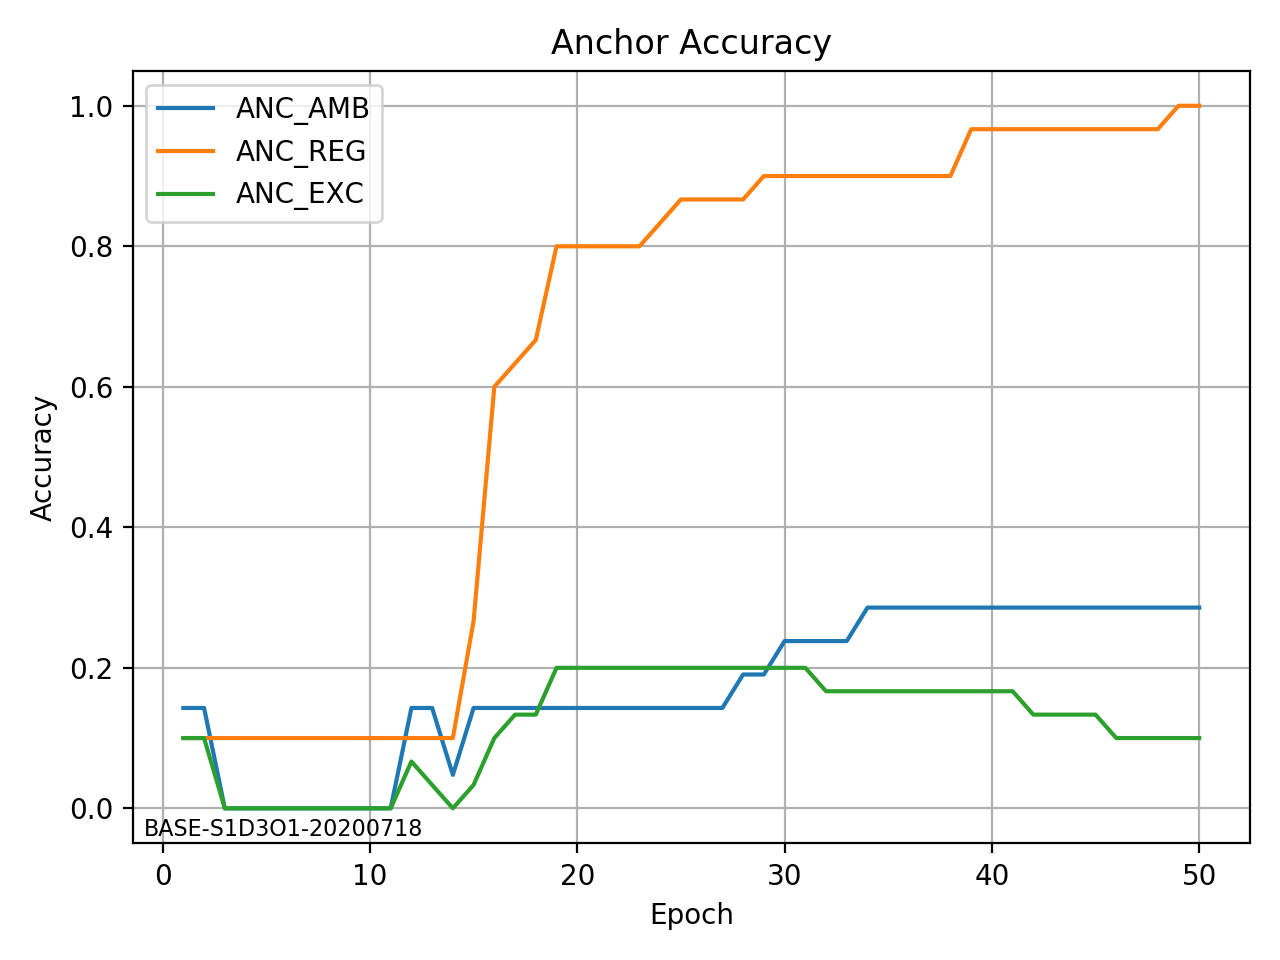 Anchor Accuracy
ANC_AMB
ANC_REG
ANC_EXC
1.0
0.8
0.6
0.4
0.2
0.0
Accuracy
BASE-S1D3O1-20200718
0 10 20 30 40 50
Epoch